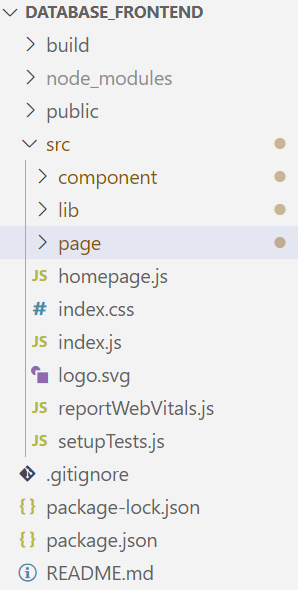 DATABASE_FRONTEND
build
node_modules
public
src
component
lib
page
JS homepage.js
# index.css
JS index.js
logo.svg
JS reportWebVitals.js
JS setupTests.js
.gitignore
{} package-lock.json
{} package.json
README.md